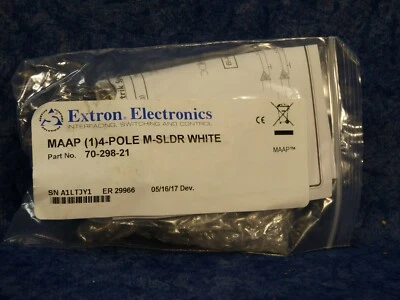 Extron Electronics
INTERFACING, SWITCHING AND CONTROL
MAAP (1)4-POLE M-SLDR WHITE
Part No. 70-298-21
CE
MAAP™
SN A1LTJY1 ER 29966 05/16/17 Dev.